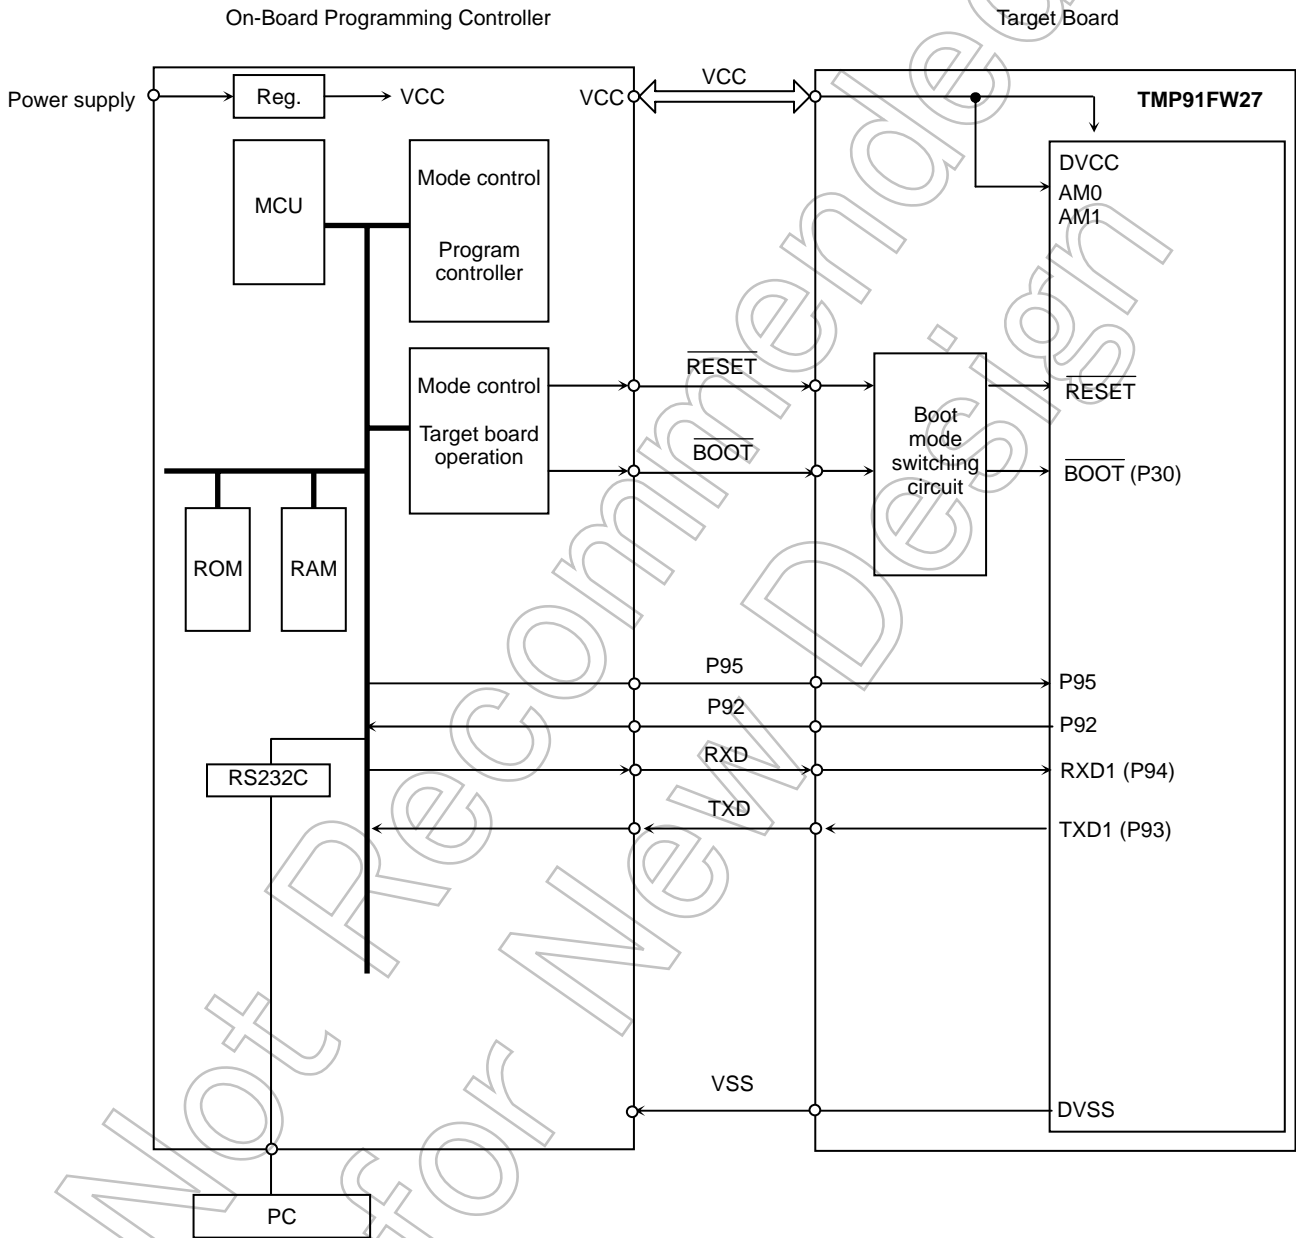 On-Board Programming Controller
Target Board
Power supply
Reg.
VCC
VCC
VCC
TMP91FW27
MCU
Mode control
Program
controller
DVCC
AM0
AM1
Mode control
Target board
operation
RESET
BOOT
Boot
mode
switching
circuit
RESET
BOOT (P30)
ROM
RAM
P95
P95
P92
P92
RS232C
RXD
RXD1 (P94)
TXD
TXD1 (P93)
VSS
DVSS
PC
Not Recommended
for New Design